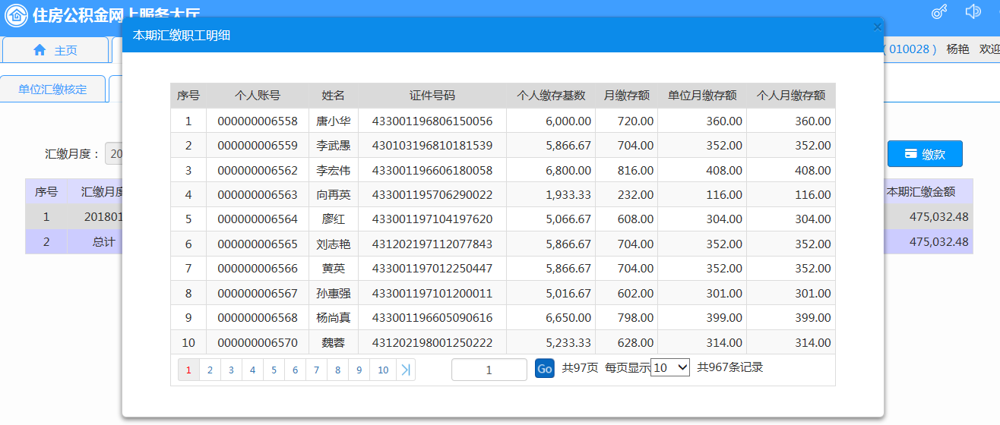 住房公积金网上服务大厅
本期汇缴职工明细
主页
( 010028 ) 杨艳 欢迎
单位汇缴核定
汇缴月度： 20
缴款
序号 汇缴月度 本期汇缴金额
1 201801 475,032.48
2 总计 475,032.48
序号 个人账号 姓名 证件号码 个人缴存基数 月缴存额 单位月缴存额 个人月缴存额
1 000000006558 唐小华 433001196806150056 6,000.00 720.00 360.00 360.00
2 000000006559 李武愚 430103196810181539 5,866.67 704.00 352.00 352.00
3 000000006562 李宏伟 433001196606180058 6,800.00 816.00 408.00 408.00
4 000000006563 向再英 433001195706290022 1,933.33 232.00 116.00 116.00
5 000000006564 廖红 433001197104197620 5,066.67 608.00 304.00 304.00
6 000000006565 刘志艳 431202197112077843 5,866.67 704.00 352.00 352.00
7 000000006566 黄英 433001197012250447 5,866.67 704.00 352.00 352.00
8 000000006567 孙惠强 433001197101200011 5,016.67 602.00 301.00 301.00
9 000000006568 杨尚真 433001196605090616 6,650.00 798.00 399.00 399.00
10 000000006570 魏蓉 431202198001250222 5,233.33 628.00 314.00 314.00
1 2 3 4 5 6 7 8 9 10 1 Go 共97页 每页显示 10 共967条记录